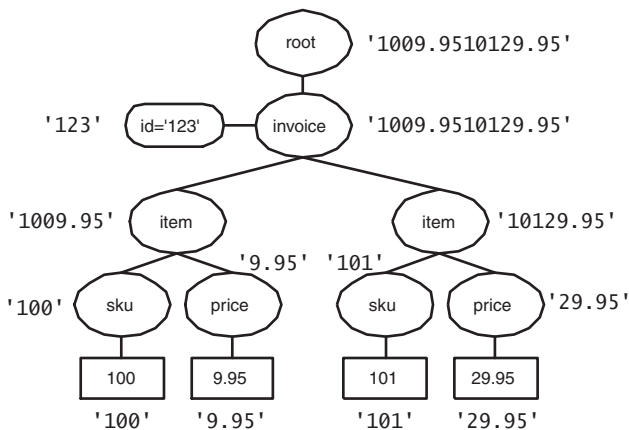 root '1009.9510129.95'
'123' id='123' invoice '1009.9510129.95'
'1009.95' item item '10129.95'
'9.95' '101'
'100' sku price sku price '29.95'
100 9.95 101 29.95
'100' '9.95' '101' '29.95'